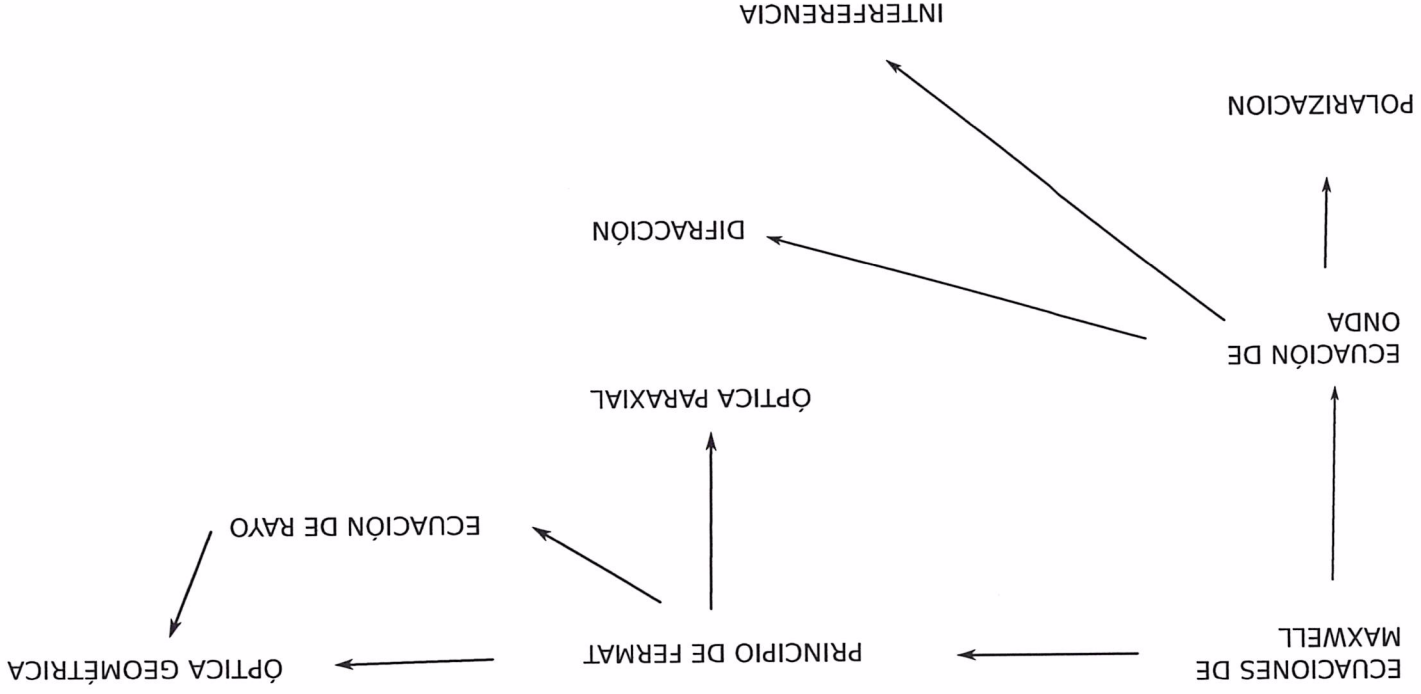 ECUACIONES DE
MAXWELL
PRINCIPIO DE FERMAT
ÓPTICA GEOMÉTRICA
ECUACIÓN DE RAYO
ÓPTICA PARAXIAL
ECUACIÓN DE
ONDA
DIFRACCIÓN
POLARIZACION
INTERFERENCIA